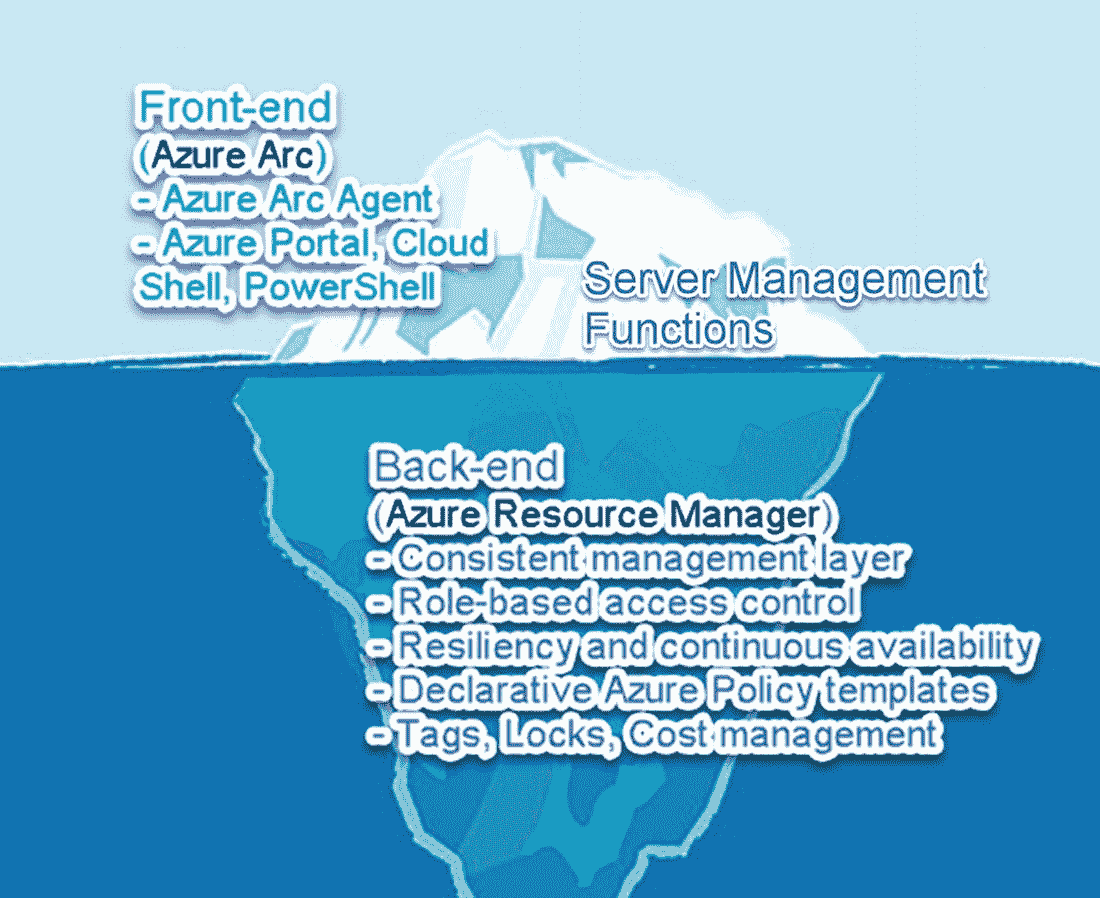 Front-end
(Azure Arc)
- Azure Arc Agent
- Azure Portal, Cloud
Shell, PowerShell
Server Management
Functions
Back-end
(Azure Resource Manager)
- Consistent management layer
- Role-based access control
- Resiliency and continuous availability
- Declarative Azure Policy templates
- Tags, Locks, Cost management